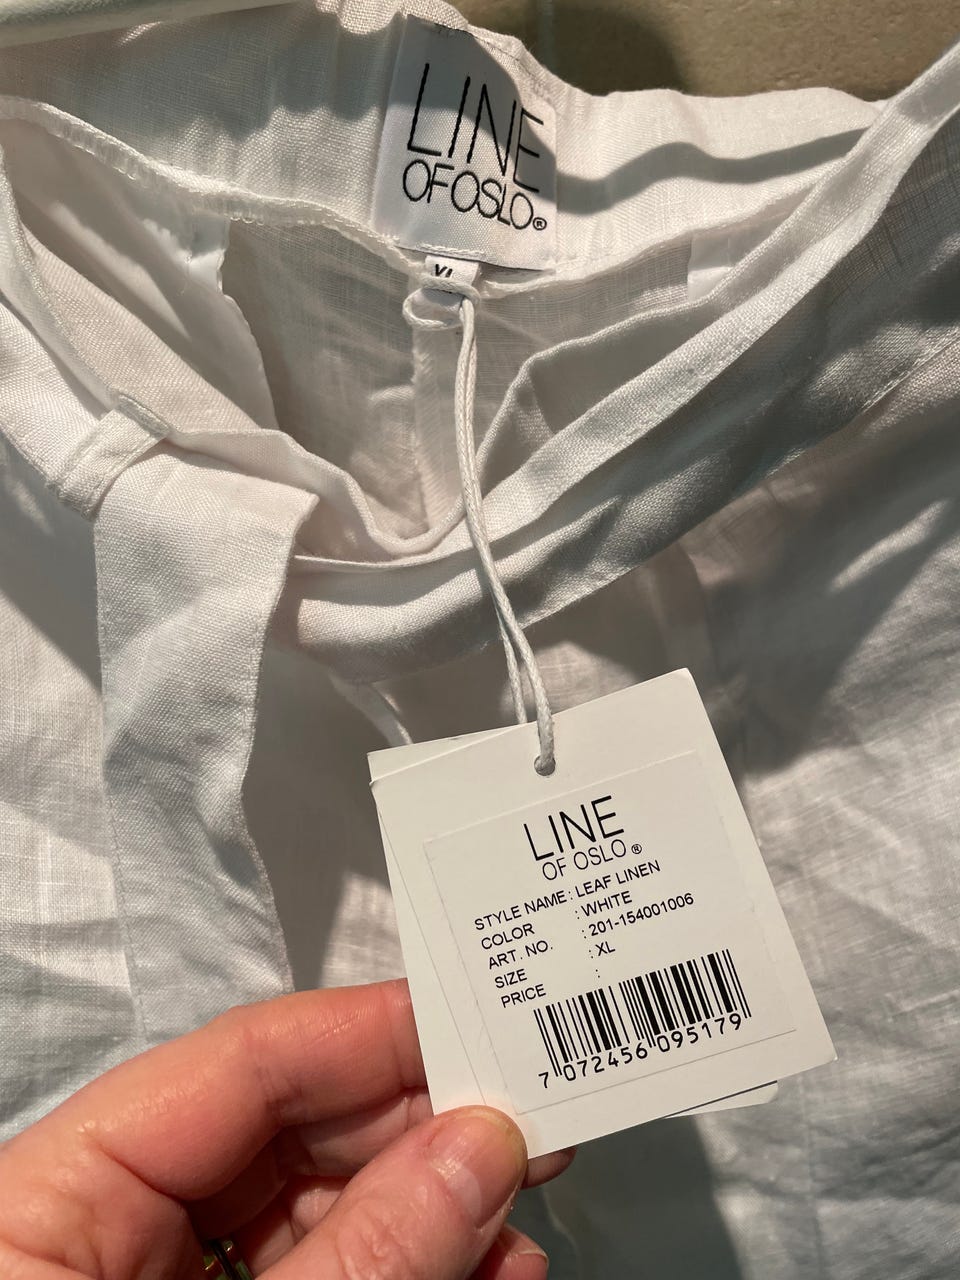 LINE
OF OSLO®
XL
LINE
OF OSLO ®
STYLE NAME : LEAF LINEN
COLOR : WHITE
ART. NO. : 201-154001006
SIZE : XL
PRICE :
7 072456 095179